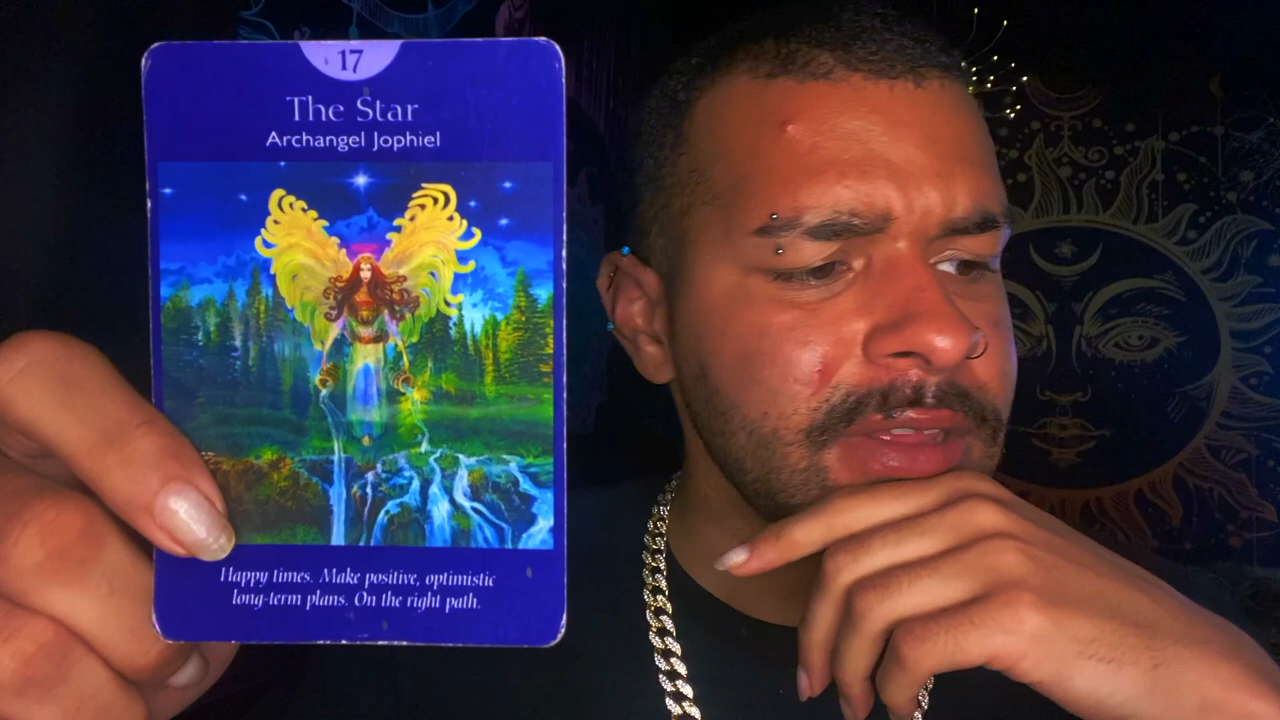 17
The Star
Archangel Jophiel
Happy times. Make positive, optimistic
long-term plans. On the right path.